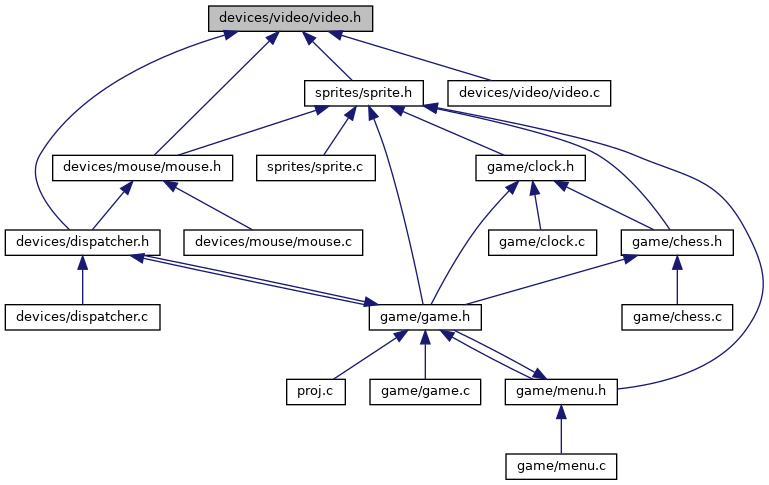 devices/video/video.h
sprites/sprite.h
devices/video/video.c
devices/mouse/mouse.h
sprites/sprite.c
game/clock.h
devices/dispatcher.h
devices/mouse/mouse.c
game/clock.c
game/chess.h
devices/dispatcher.c
game/game.h
game/chess.c
proj.c
game/game.c
game/menu.h
game/menu.c